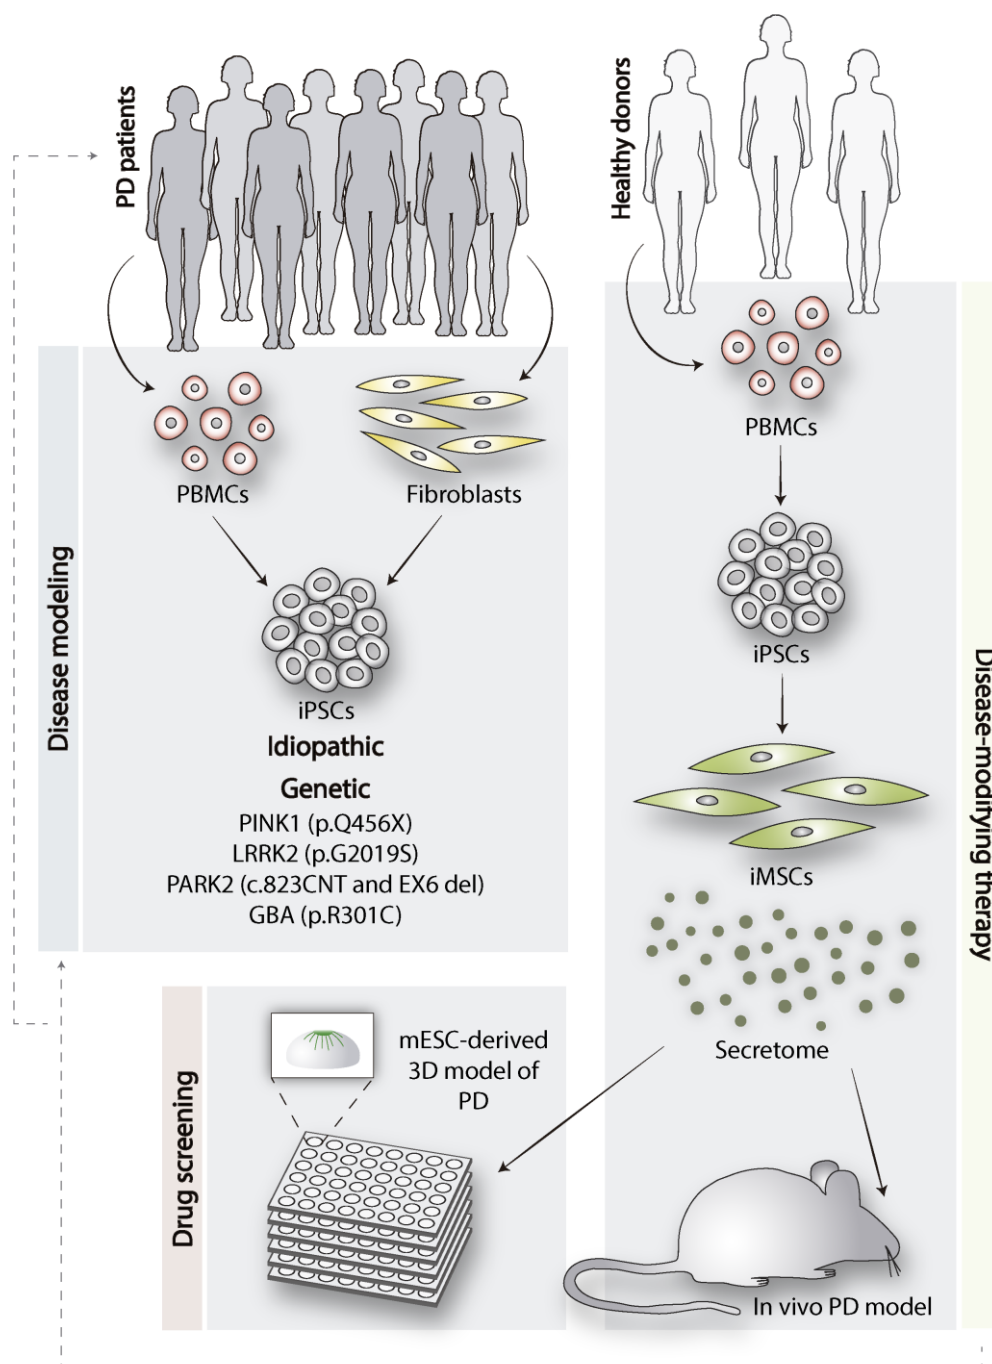 PD patients
Healthy donors
PBMCs
Fibroblasts
iPSCs
Idiopathic
Genetic
PINK1 (p.Q456X)
LRRK2 (p.G2019S)
PARK2 (c.823CNT and EX6 del)
GBA (p.R301C)
Disease modeling
PBMCs
iPSCs
iMSCs
Secretome
Disease-modifying therapy
Drug screening
mESC-derived
3D model of
PD
In vivo PD model